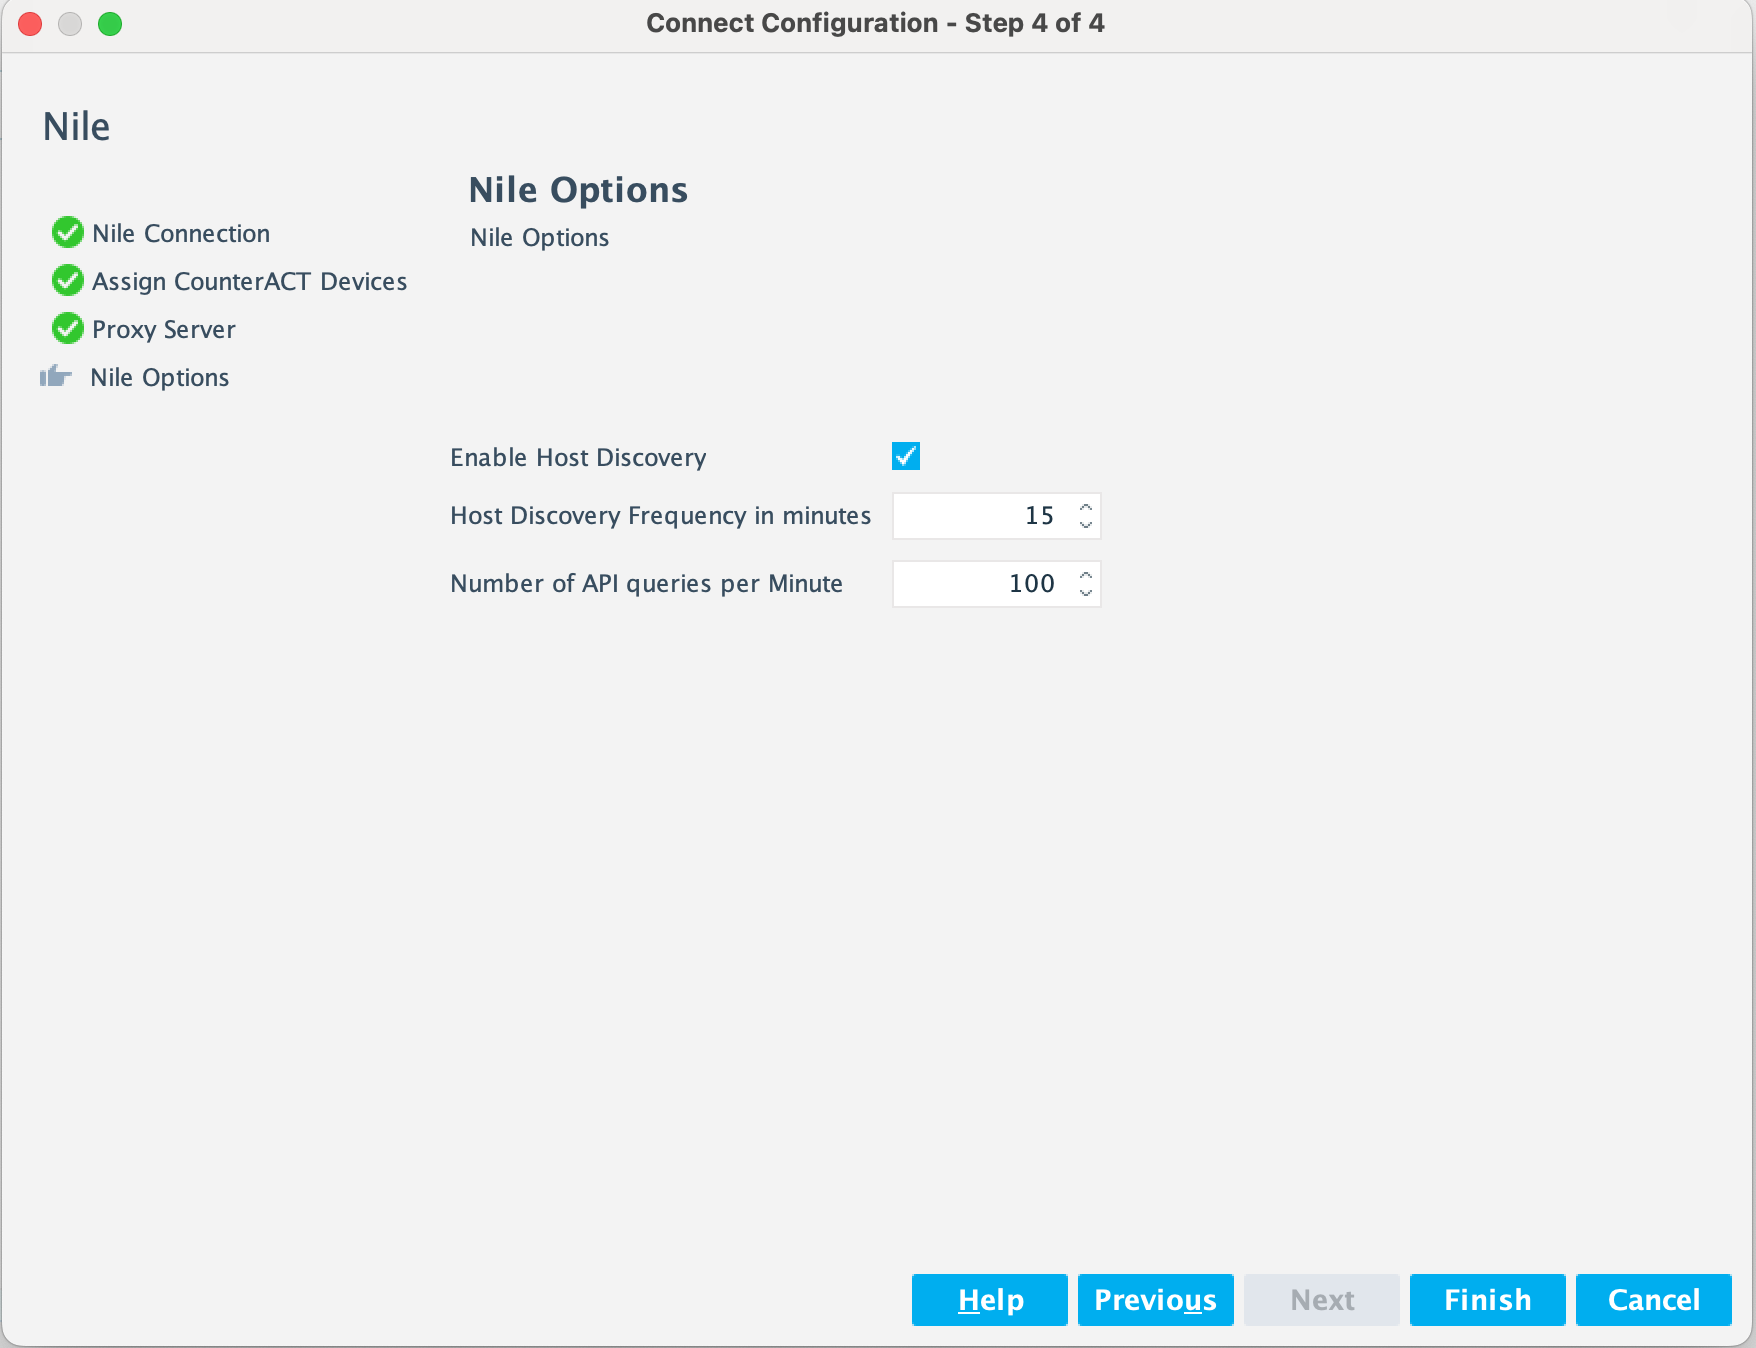 Connect Configuration - Step 4 of 4
Nile
Nile Connection
Assign CounterACT Devices
Proxy Server
Nile Options
Nile Options
Nile Options
Enable Host Discovery
Host Discovery Frequency in minutes 15
Number of API queries per Minute 100
Help Previous Next Finish Cancel